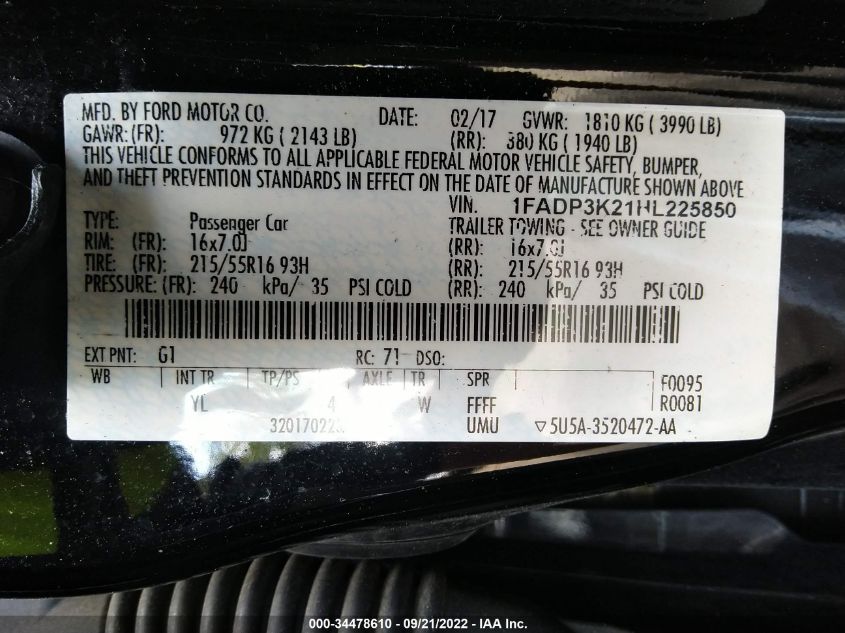 MFD. BY FORD MOTOR CO. DATE: 02/17 GVWR: 1810 KG ( 3990 LB)
GAWR: (FR): 972 KG ( 2143 LB) (RR): 880 KG ( 1940 LB)
THIS VEHICLE CONFORMS TO ALL APPLICABLE FEDERAL MOTOR VEHICLE SAFETY, BUMPER,
AND THEFT PREVENTION STANDARDS IN EFFECT ON THE DATE OF MANUFACTURE SHOWN ABOVE
VIN: 1FADP3K21HL225850
TYPE: Passenger Car TRAILER TOWING - SEE OWNER GUIDE
RIM: (FR): 16x7.0J (RR): 16x7.0J
TIRE: (FR): 215/55R16 93H (RR): 215/55R16 93H
PRESSURE: (FR): 240 kPa/ 35 PSI COLD (RR): 240 kPa/ 35 PSI COLD
EXT PNT: G1 RC: 71 DSO:
WB INT TR TP/PS AXLE TR SPR F0095
YL 4 W FFFF R0081
320170223 UMU ▽5U5A-3520472-AA
000-34478610 - 09/21/2022 - IAA Inc.